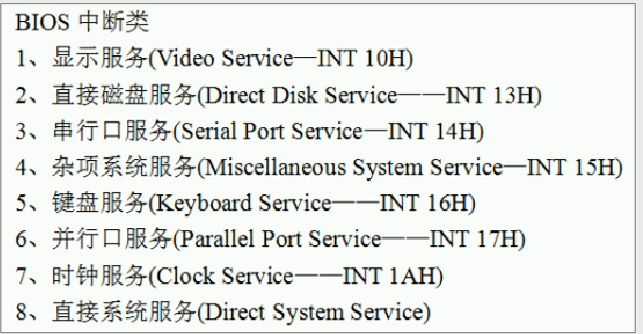 BIOS 中断类
1、显示服务(Video Service—INT 10H)
2、直接磁盘服务(Direct Disk Service——INT 13H)
3、串行口服务(Serial Port Service—INT 14H)
4、杂项系统服务(Miscellaneous System Service—INT 15H)
5、键盘服务(Keyboard Service——INT 16H)
6、并行口服务(Parallel Port Service——INT 17H)
7、时钟服务(Clock Service——INT 1AH)
8、直接系统服务(Direct System Service)